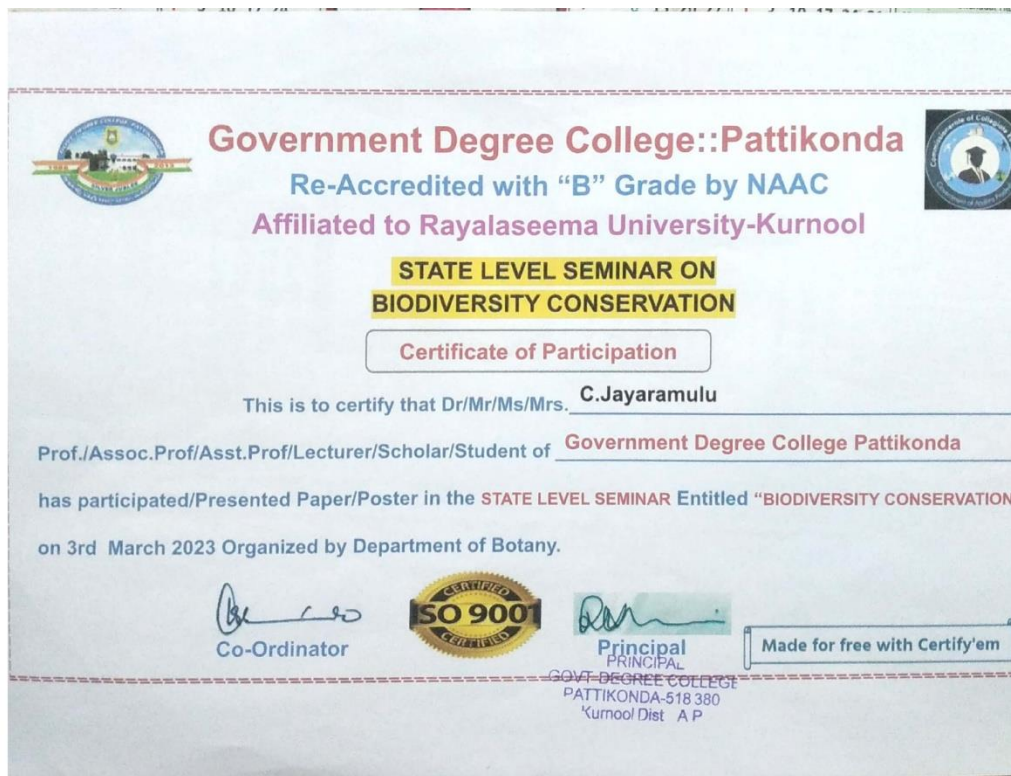 Government Degree College::Pattikonda
Re-Accredited with “B” Grade by NAAC
Affiliated to Rayalaseema University-Kurnool
STATE LEVEL SEMINAR ON
BIODIVERSITY CONSERVATION
Certificate of Participation
This is to certify that Dr/Mr/Ms/Mrs. C.Jayaramulu
Prof./Assoc.Prof/Asst.Prof/Lecturer/Scholar/Student of Government Degree College Pattikonda
has participated/Presented Paper/Poster in the STATE LEVEL SEMINAR Entitled “BIODIVERSITY CONSERVATION
on 3rd March 2023 Organized by Department of Botany.
CERTIFIED
ISO 9001
CERTIFIED
Co-Ordinator
Principal
Made for free with Certify'em
PRINCIPAL
GOVT DEGREE COLLEGE
PATTIKONDA-518 380
Kurnool Dist A P